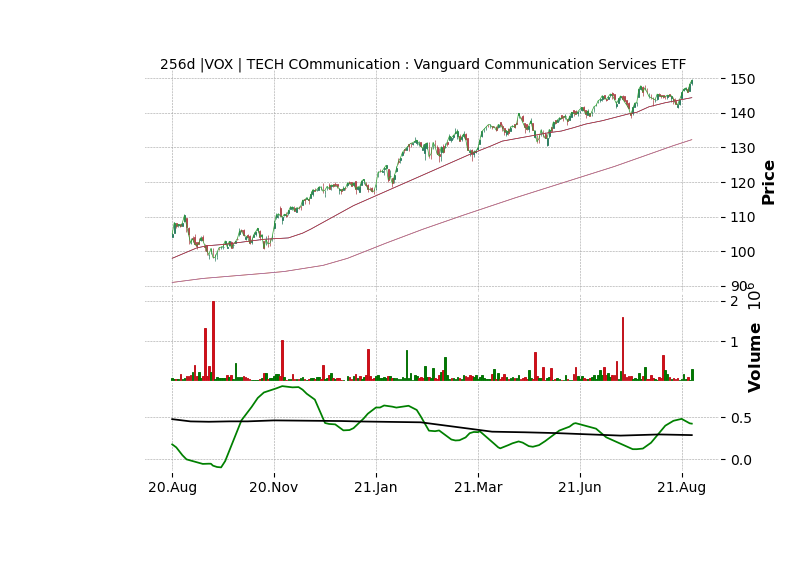 256d |VOX | TECH COmmunication : Vanguard Communication Services ETF
150
140
130
120
110
100
90
Price
2
1
Volume 10⁶
0.5
0.0
20.Aug 20.Nov 21.Jan 21.Mar 21.Jun 21.Aug